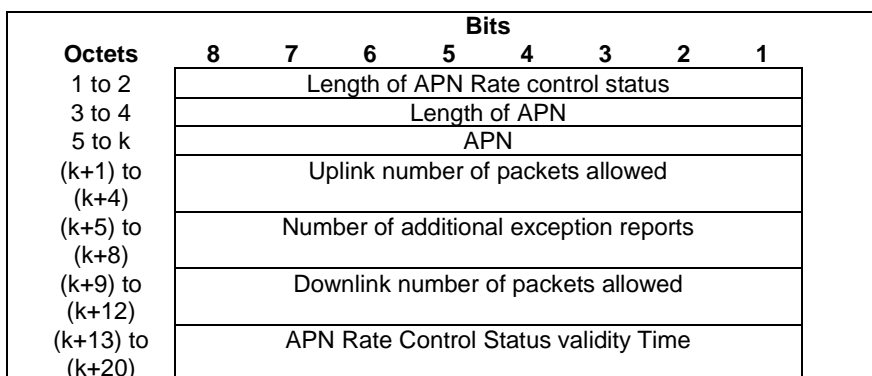 Bits
Octets 8 7 6 5 4 3 2 1
1 to 2 Length of APN Rate control status
3 to 4 Length of APN
5 to k APN
(k+1) to Uplink number of packets allowed
(k+4)
(k+5) to Number of additional exception reports
(k+8)
(k+9) to Downlink number of packets allowed
(k+12)
(k+13) to APN Rate Control Status validity Time
(k+20)